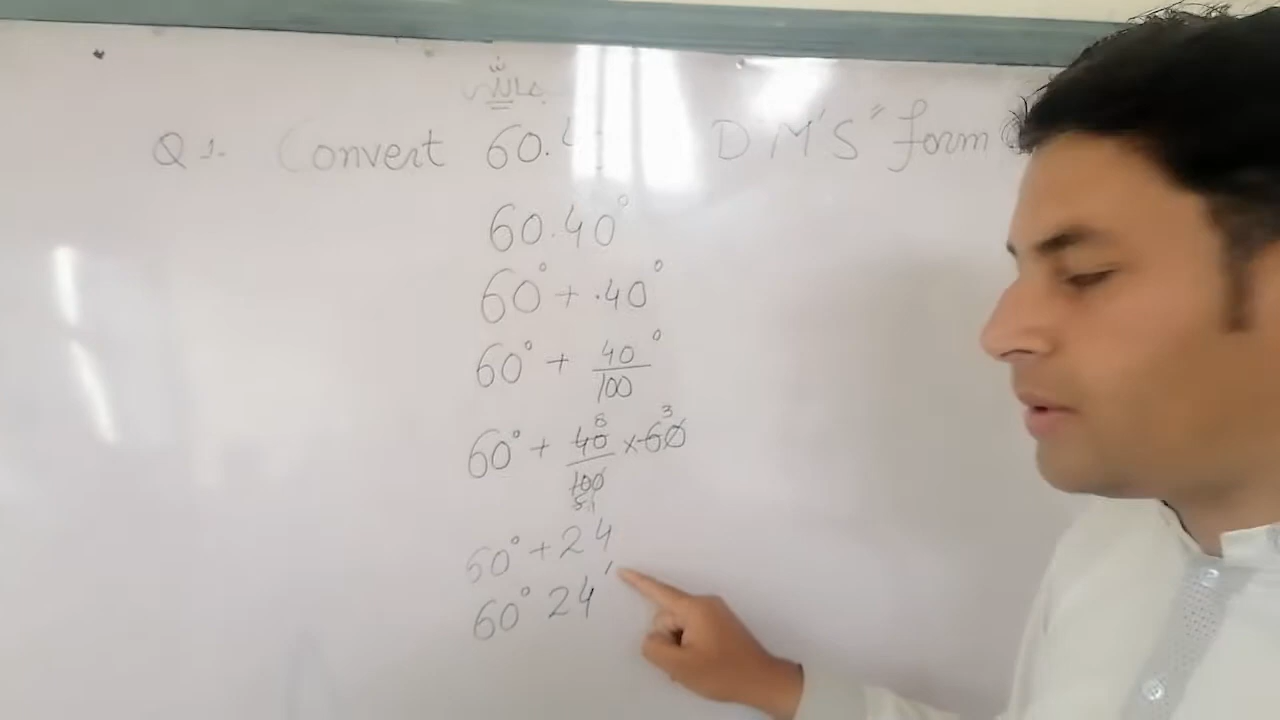 Q 1. Convert 60.4 D M' S" form
60.40°
60° + .40°
60° + 40/100°
60° + 40/100 × 60
60° + 24
60° 24'